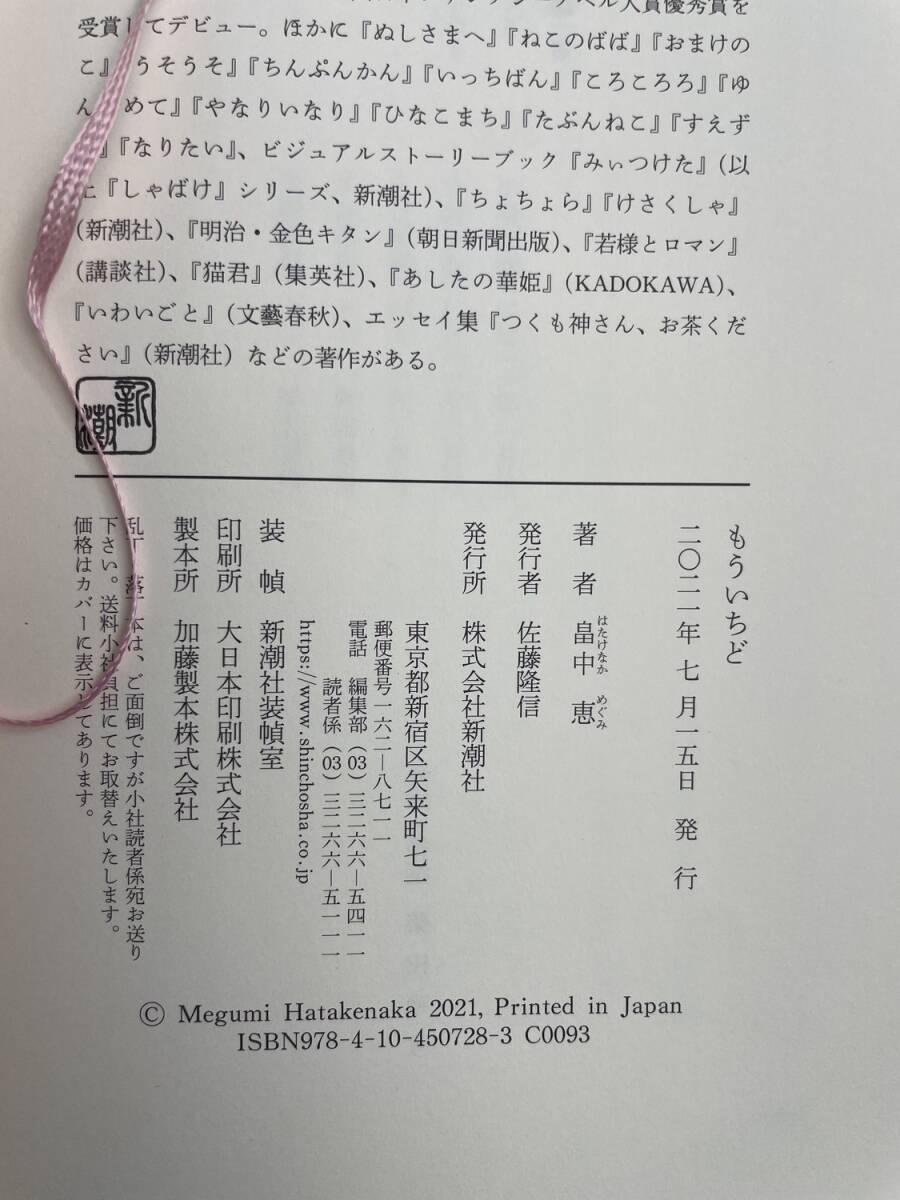 大賞優秀賞を
受賞してデビュー。ほかに『ぬしさまへ』『ねこのばば』『おまけの
こ』『うそうそ』『ちんぷんかん』『いっちばん』『ころころろ』『ゆ
ん めて』『やなりいなり』『ひなこまち』『たぶんねこ』『すえず
』『なりたい』、ビジュアルストーリーブック『みぃつけた』(以
上『しゃばけ』シリーズ、新潮社)、『ちょちょら』『けさくしゃ』
(新潮社)、『明治・金色キタン』(朝日新聞出版)、『若様とロマン』
(講談社)、『猫君』(集英社)、『あしたの華姫』(KADOKAWA)、
『いわいごと』(文藝春秋)、エッセイ集『つくも神さん、お茶くだ
さい』(新潮社)などの著作がある。
新潮
もういちど
二〇二一年 七月一五日 発 行
著 者 畠中 恵
はたけなか めぐみ
発行者 佐藤隆信
発行所 株式会社新潮社
東京都新宿区矢来町七一
郵便番号一六二—八七一一
電話 編集部(03)三二六六—五四一一
読者係(03)三二六六—五一一一
https://www.shinchosha.co.jp
装 幀 新潮社装幀室
印刷所 大日本印刷株式会社
製本所 加藤製本株式会社
乱丁・落丁本は、ご面倒ですが小社読者係宛お送り
下さい。送料小社負担にてお取替えいたします。
価格はカバーに表示してあります。
© Megumi Hatakenaka 2021, Printed in Japan
ISBN978-4-10-450728-3 C0093